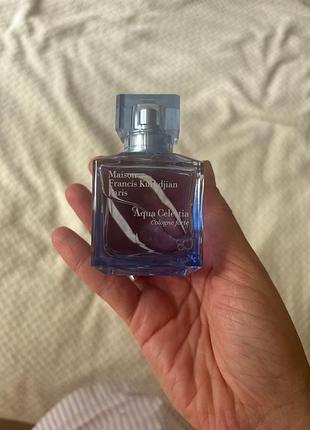 Maison
Francis Kurkdjian
Paris
Aqua Celestia
Cologne forte